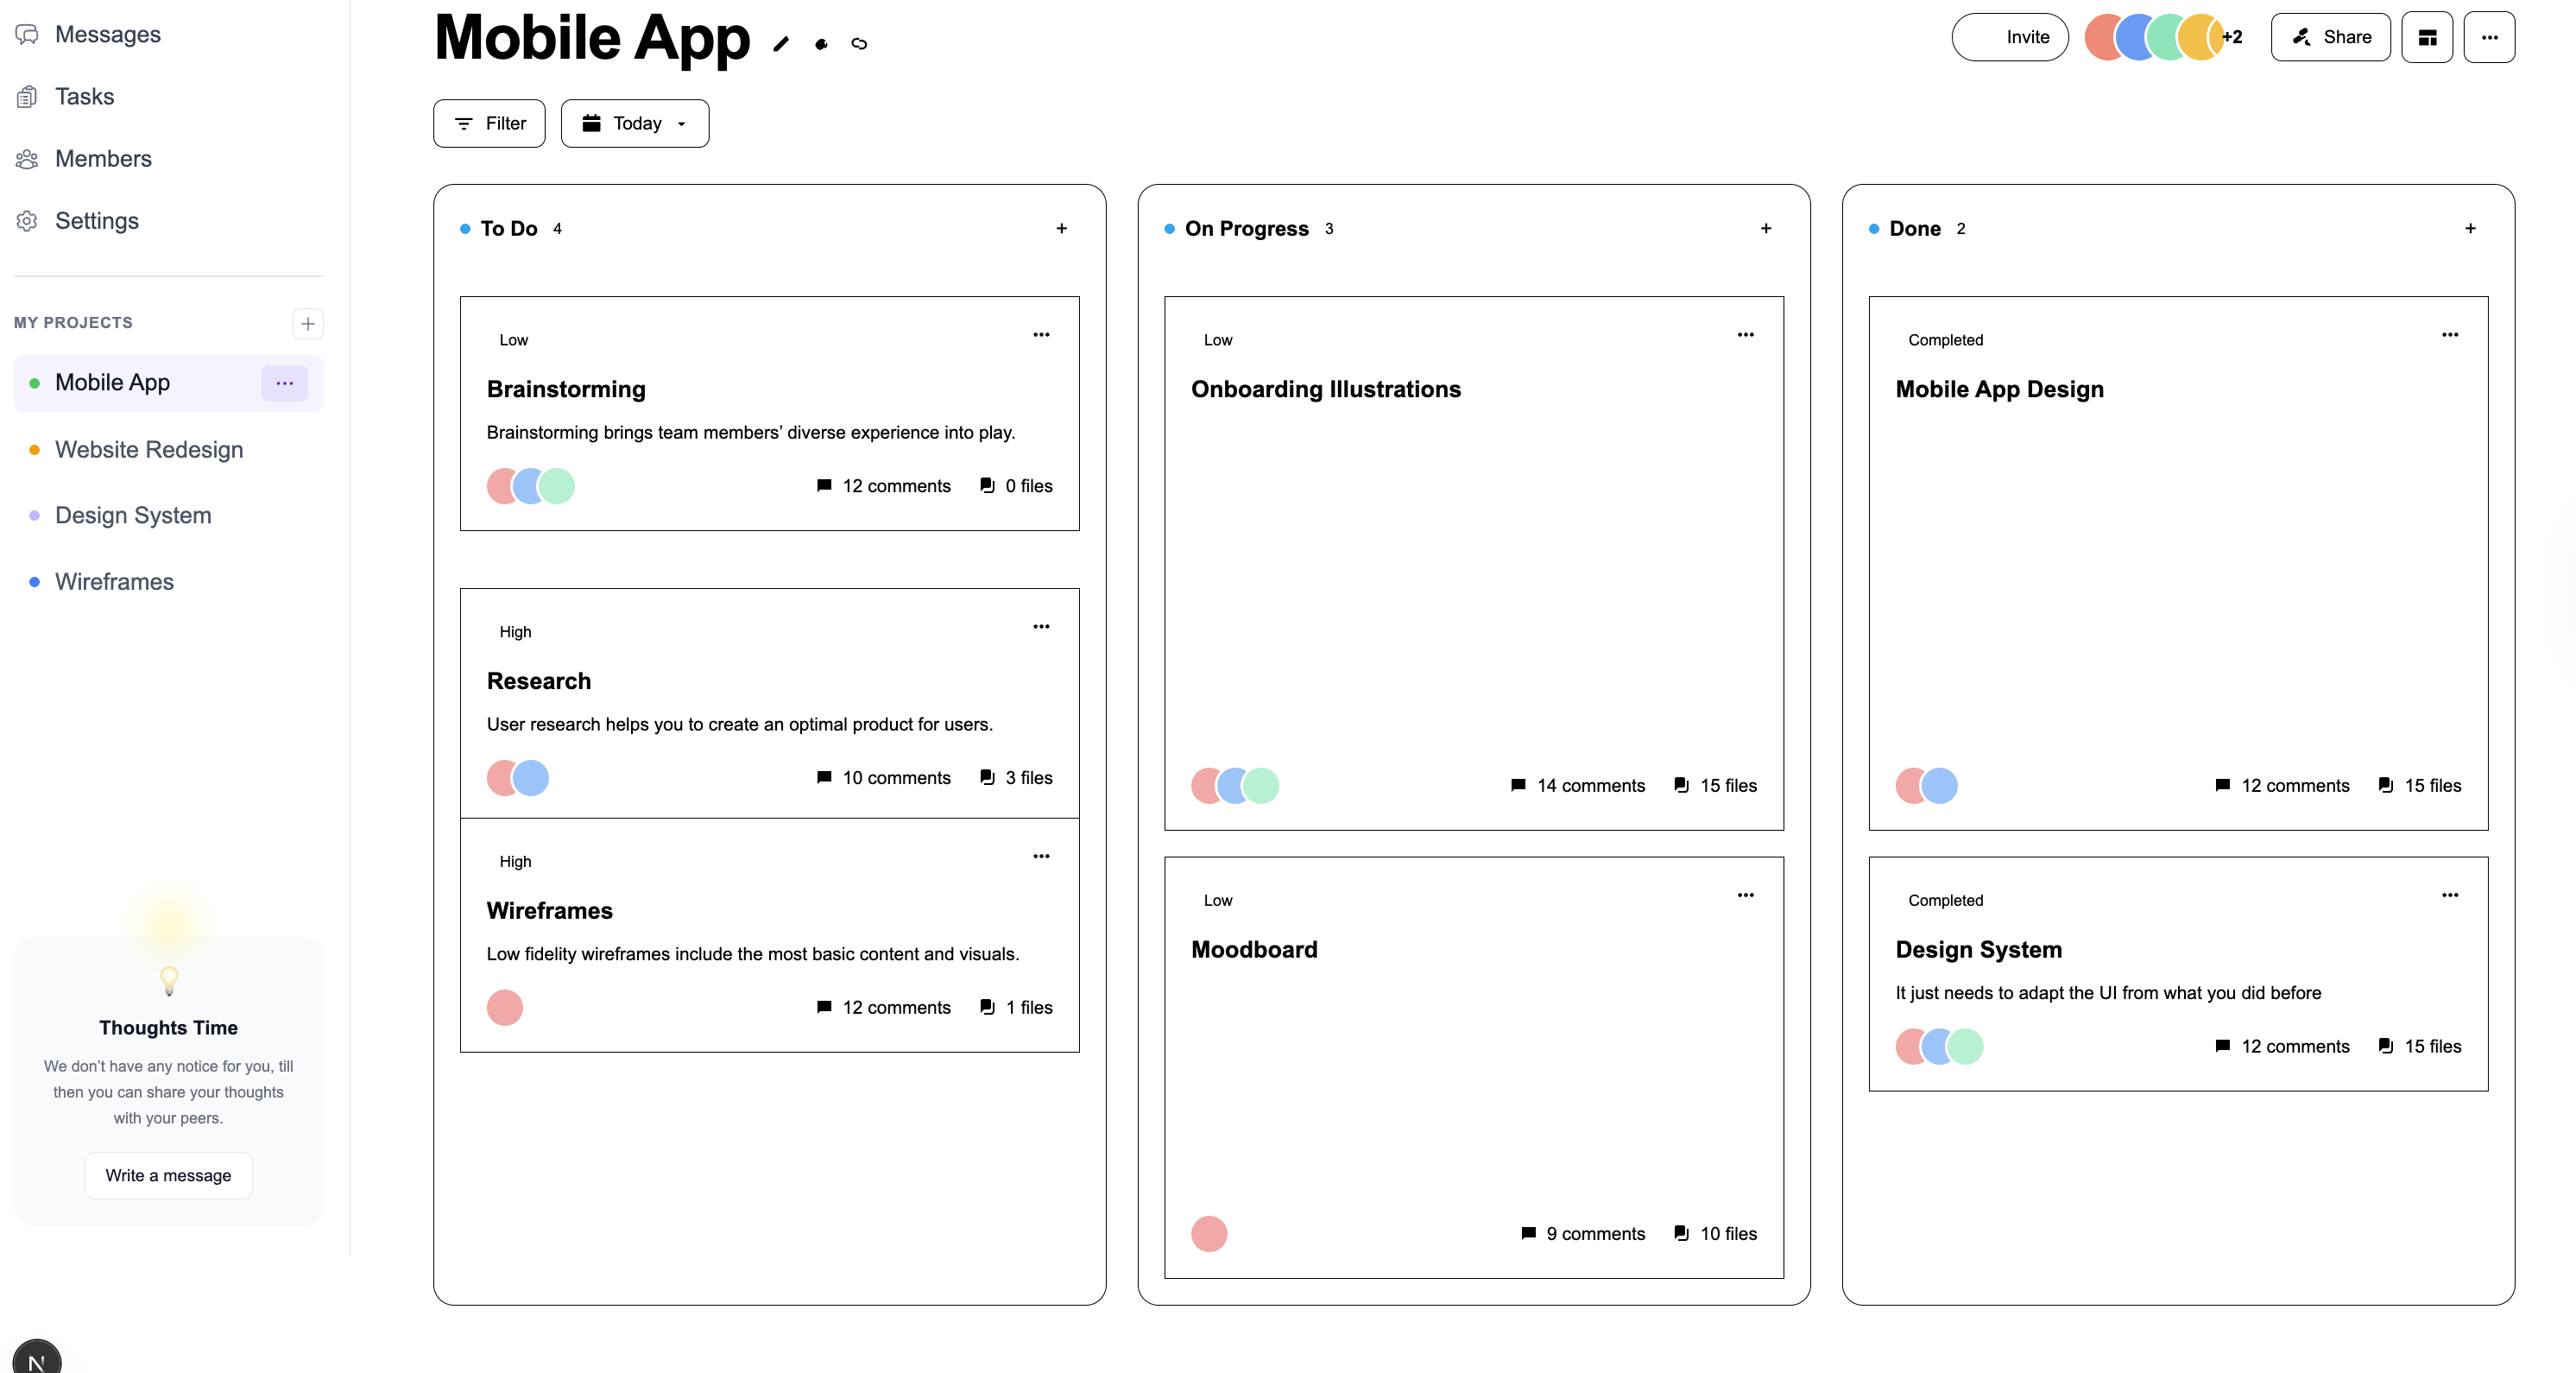 Messages
Tasks
Members
Settings
MY PROJECTS
Mobile App
Website Redesign
Design System
Wireframes
Thoughts Time
We don’t have any notice for you, till
then you can share your thoughts
with your peers.
Write a message
N
Mobile App
Invite
+2
Share
Filter
Today
To Do 4
Low
Brainstorming
Brainstorming brings team members’ diverse experience into play.
12 comments 0 files
High
Research
User research helps you to create an optimal product for users.
10 comments 3 files
High
Wireframes
Low fidelity wireframes include the most basic content and visuals.
12 comments 1 files
On Progress 3
Low
Onboarding Illustrations
14 comments 15 files
Low
Moodboard
9 comments 10 files
Done 2
Completed
Mobile App Design
12 comments 15 files
Completed
Design System
It just needs to adapt the UI from what you did before
12 comments 15 files